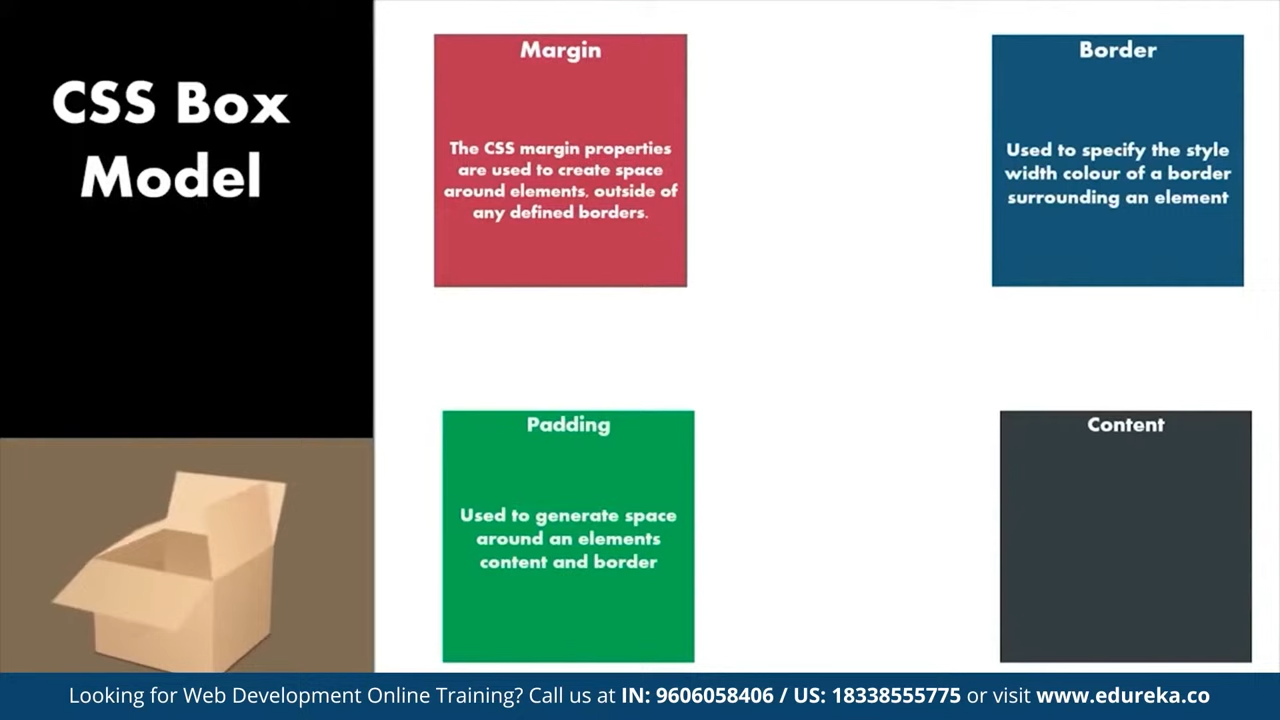 CSS Box
Model
Margin
The CSS margin properties
are used to create space
around elements, outside of
any defined borders.
Border
Used to specify the style
width colour of a border
surrounding an element
Padding
Used to generate space
around an elements
content and border
Content
Looking for Web Development Online Training? Call us at IN: 9606058406 / US: 18338555775 or visit www.edureka.co